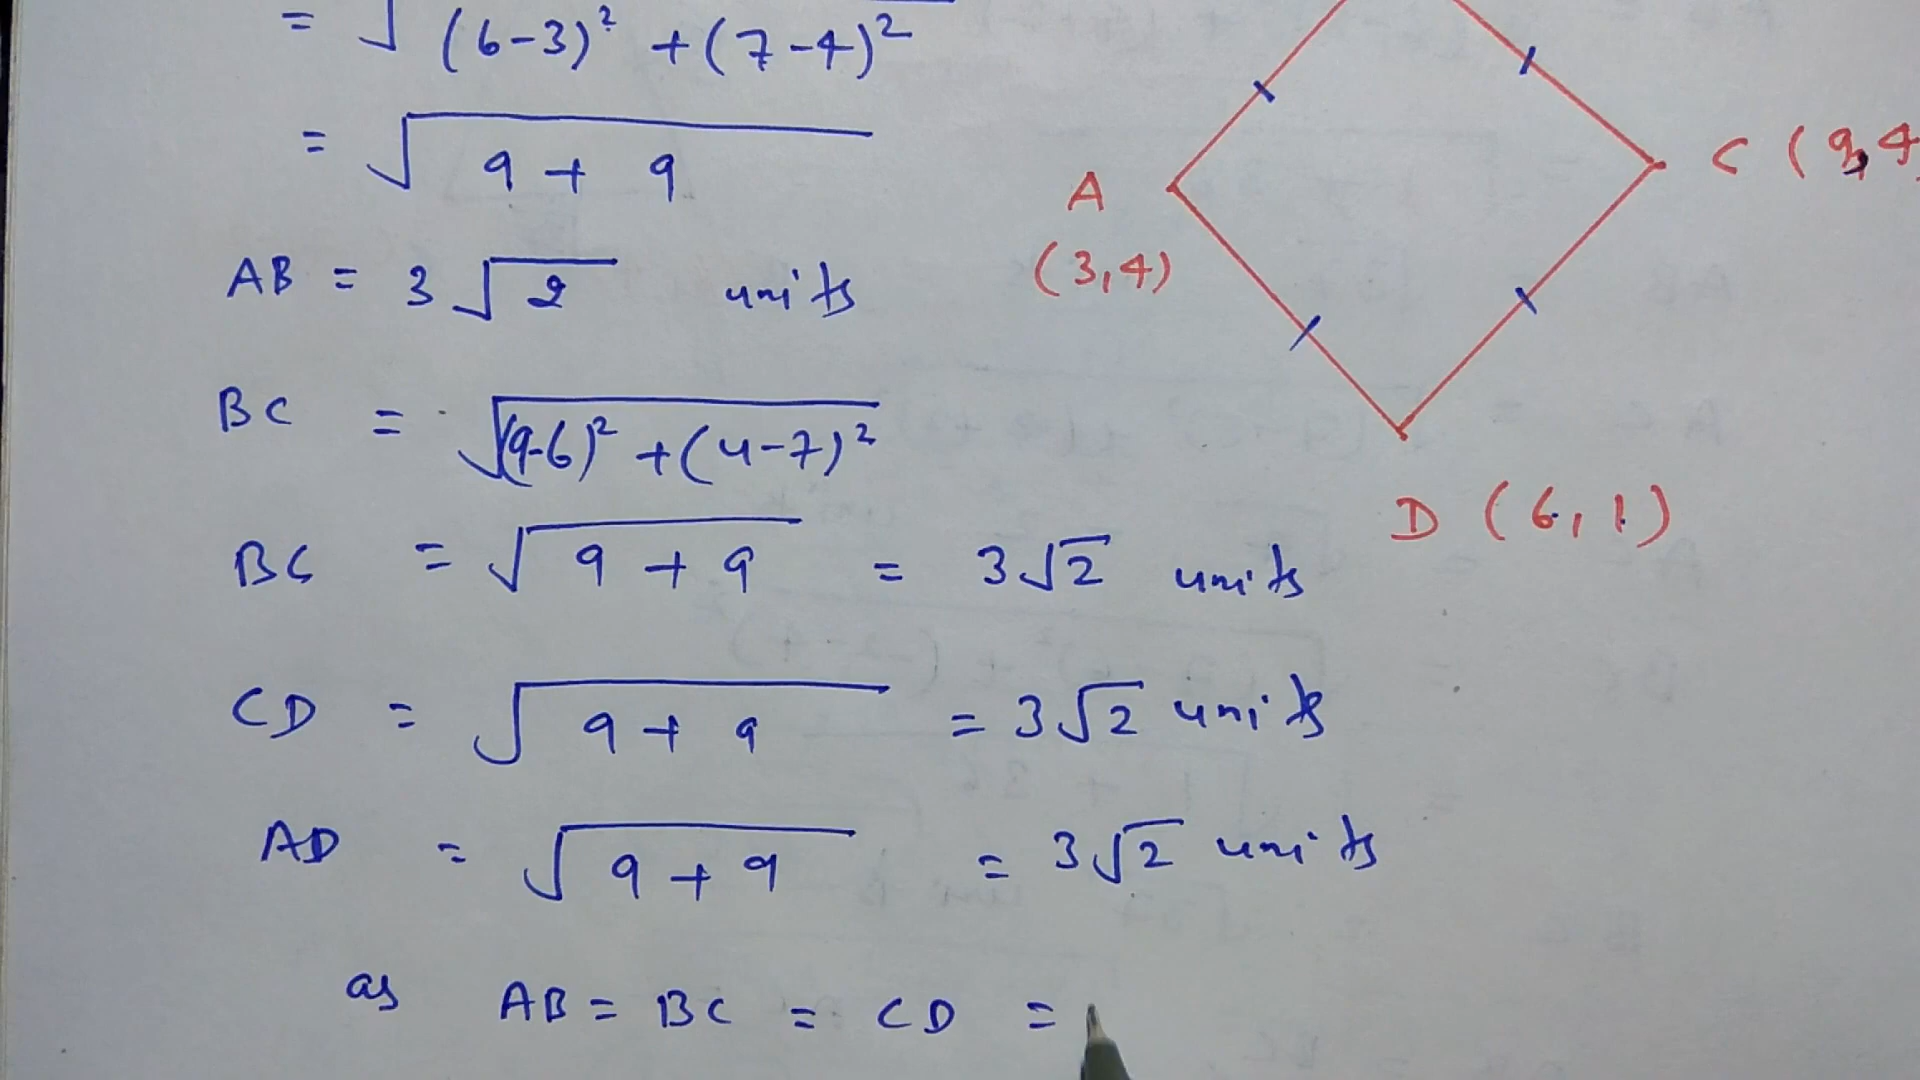 = √(6-3)² + (7-4)²
= √9 + 9
AB = 3√2 units
BC = √(9-6)² + (4-7)²
BC = √9 + 9 = 3√2 units
CD = √9 + 9 = 3√2 units
AD = √9 + 9 = 3√2 units
as AB = BC = CD =
A
(3,4)
C (9,4
D (6,1)